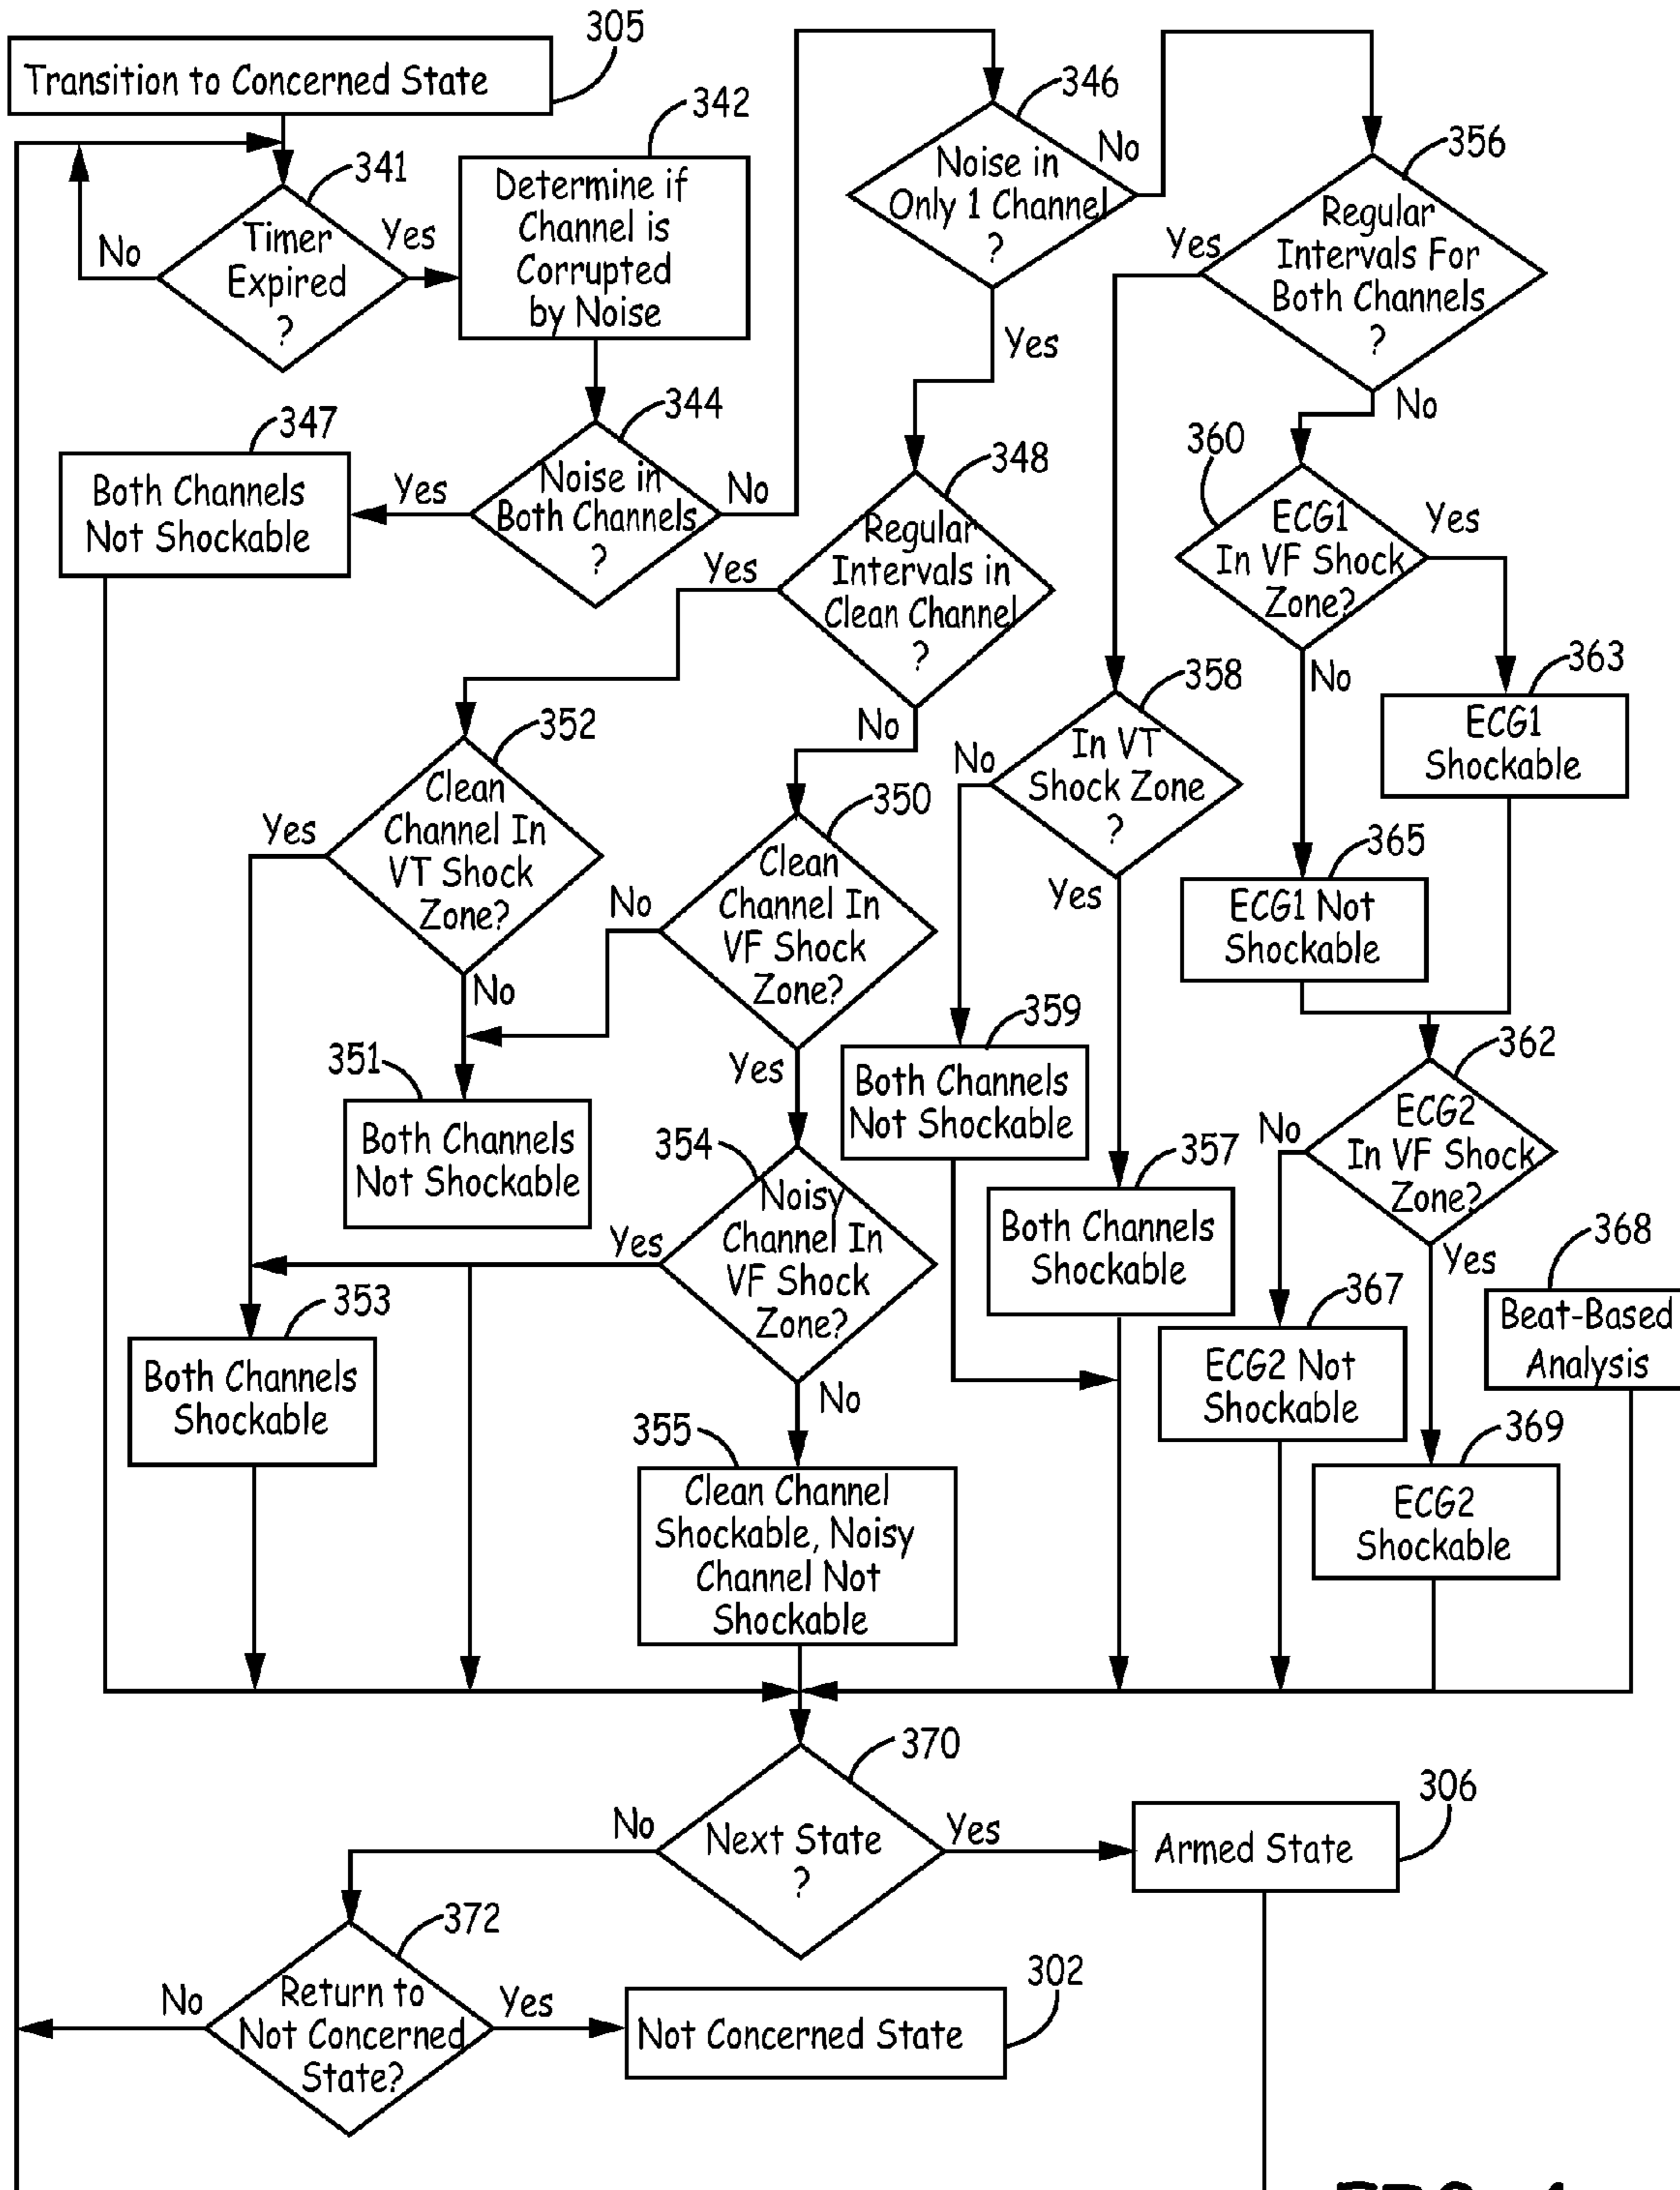 305
Transition to Concerned State
341
Timer
Expired
?
No
Yes
342
Determine if
Channel is
Corrupted
by Noise
344
Noise in
Both Channels
?
Yes
No
347
Both Channels
Not Shockable
346
Noise in
Only 1 Channel
?
No
Yes
356
Regular
Intervals For
Both Channels
?
Yes
No
348
Regular
Intervals in
Clean Channel
?
Yes
No
360
ECG1
In VF Shock
Zone?
Yes
No
363
ECG1
Shockable
352
Clean
Channel In
VT Shock
Zone?
Yes
No
350
Clean
Channel In
VF Shock
Zone?
No
Yes
358
In VT
Shock Zone
?
No
Yes
365
ECG1 Not
Shockable
351
Both Channels
Not Shockable
359
Both Channels
Not Shockable
362
ECG2
In VF Shock
Zone?
No
Yes
354
Noisy
Channel In
VF Shock
Zone?
Yes
No
357
Both Channels
Shockable
368
Beat-Based
Analysis
353
Both Channels
Shockable
367
ECG2 Not
Shockable
369
ECG2
Shockable
355
Clean Channel
Shockable, Noisy
Channel Not
Shockable
370
Next State
?
No
Yes
306
Armed State
372
Return to
Not Concerned
State?
No
Yes
302
Not Concerned State